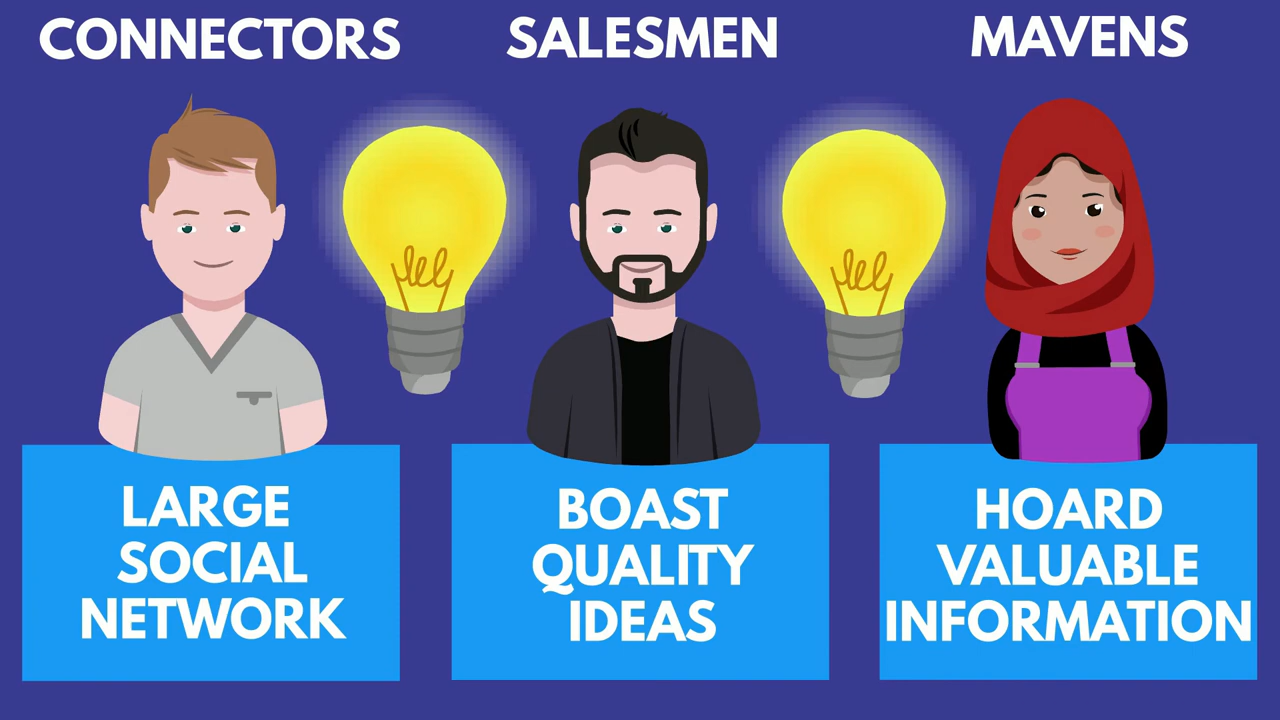 CONNECTORS
SALESMEN
MAVENS
LARGE
SOCIAL
NETWORK
BOAST
QUALITY
IDEAS
HOARD
VALUABLE
INFORMATION